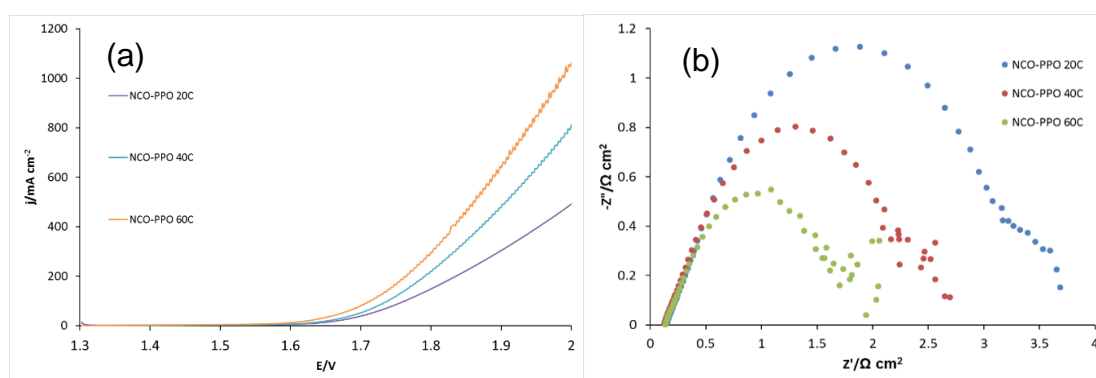 (a)
1200
1000
800
600
400
200
0
j/mA cm⁻²
NCO-PPO 20C
NCO-PPO 40C
NCO-PPO 60C
1.3 1.4 1.5 1.6 1.7 1.8 1.9 2
E/V
(b)
1.2
1
0.8
0.6
0.4
0.2
0
-Z"/Ω cm²
NCO-PPO 20C
NCO-PPO 40C
NCO-PPO 60C
0 0.5 1 1.5 2 2.5 3 3.5 4
Z'/Ω cm²